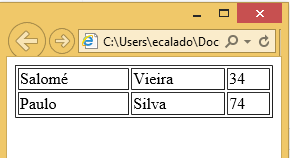 C:\Users\ecalado\Doc
Salomé Vieira 34
Paulo Silva 74